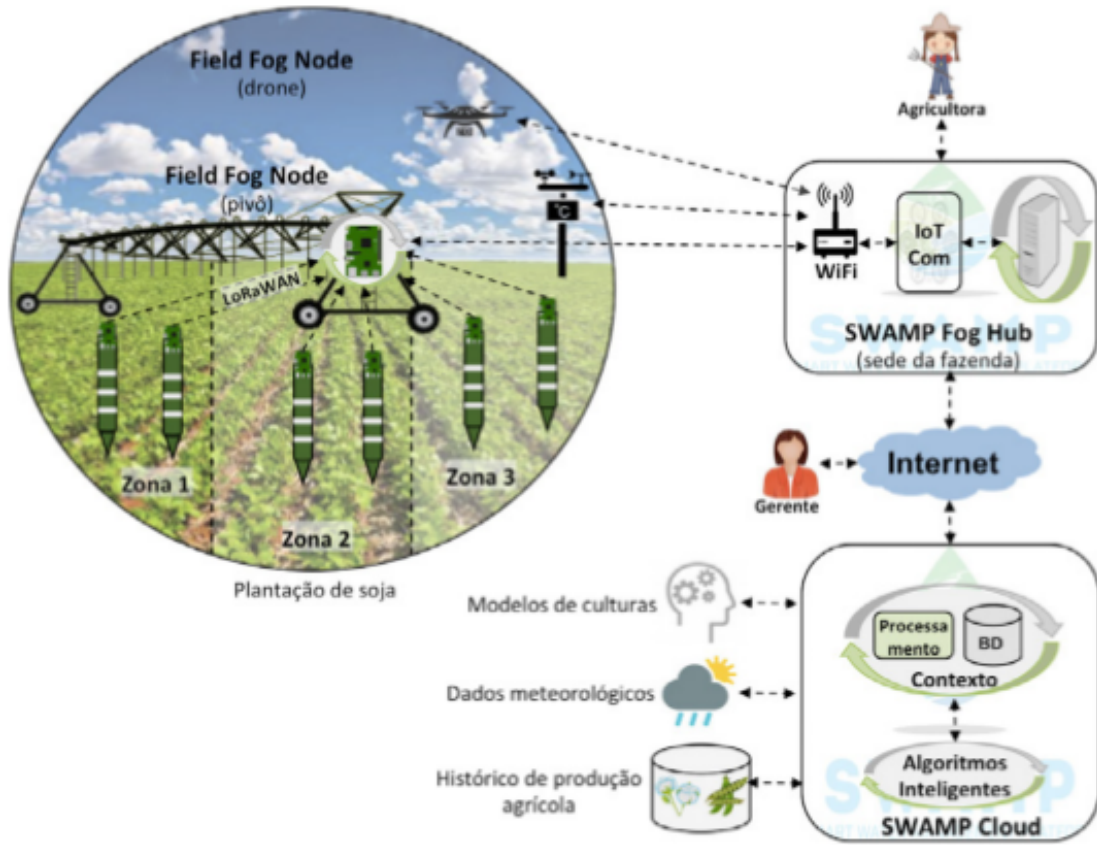 Field Fog Node
(drone)
Field Fog Node
(pivô)
°C
LoRaWAN
Zona 1
Zona 2
Zona 3
Plantação de soja
Agricultora
WiFi
IoT
Com
SWAMP Fog Hub
(sede da fazenda)
Internet
Gerente
Modelos de culturas
Dados meteorológicos
Histórico de produção
agrícola
Processa
mento
BD
Contexto
Algoritmos
Inteligentes
SWAMP Cloud